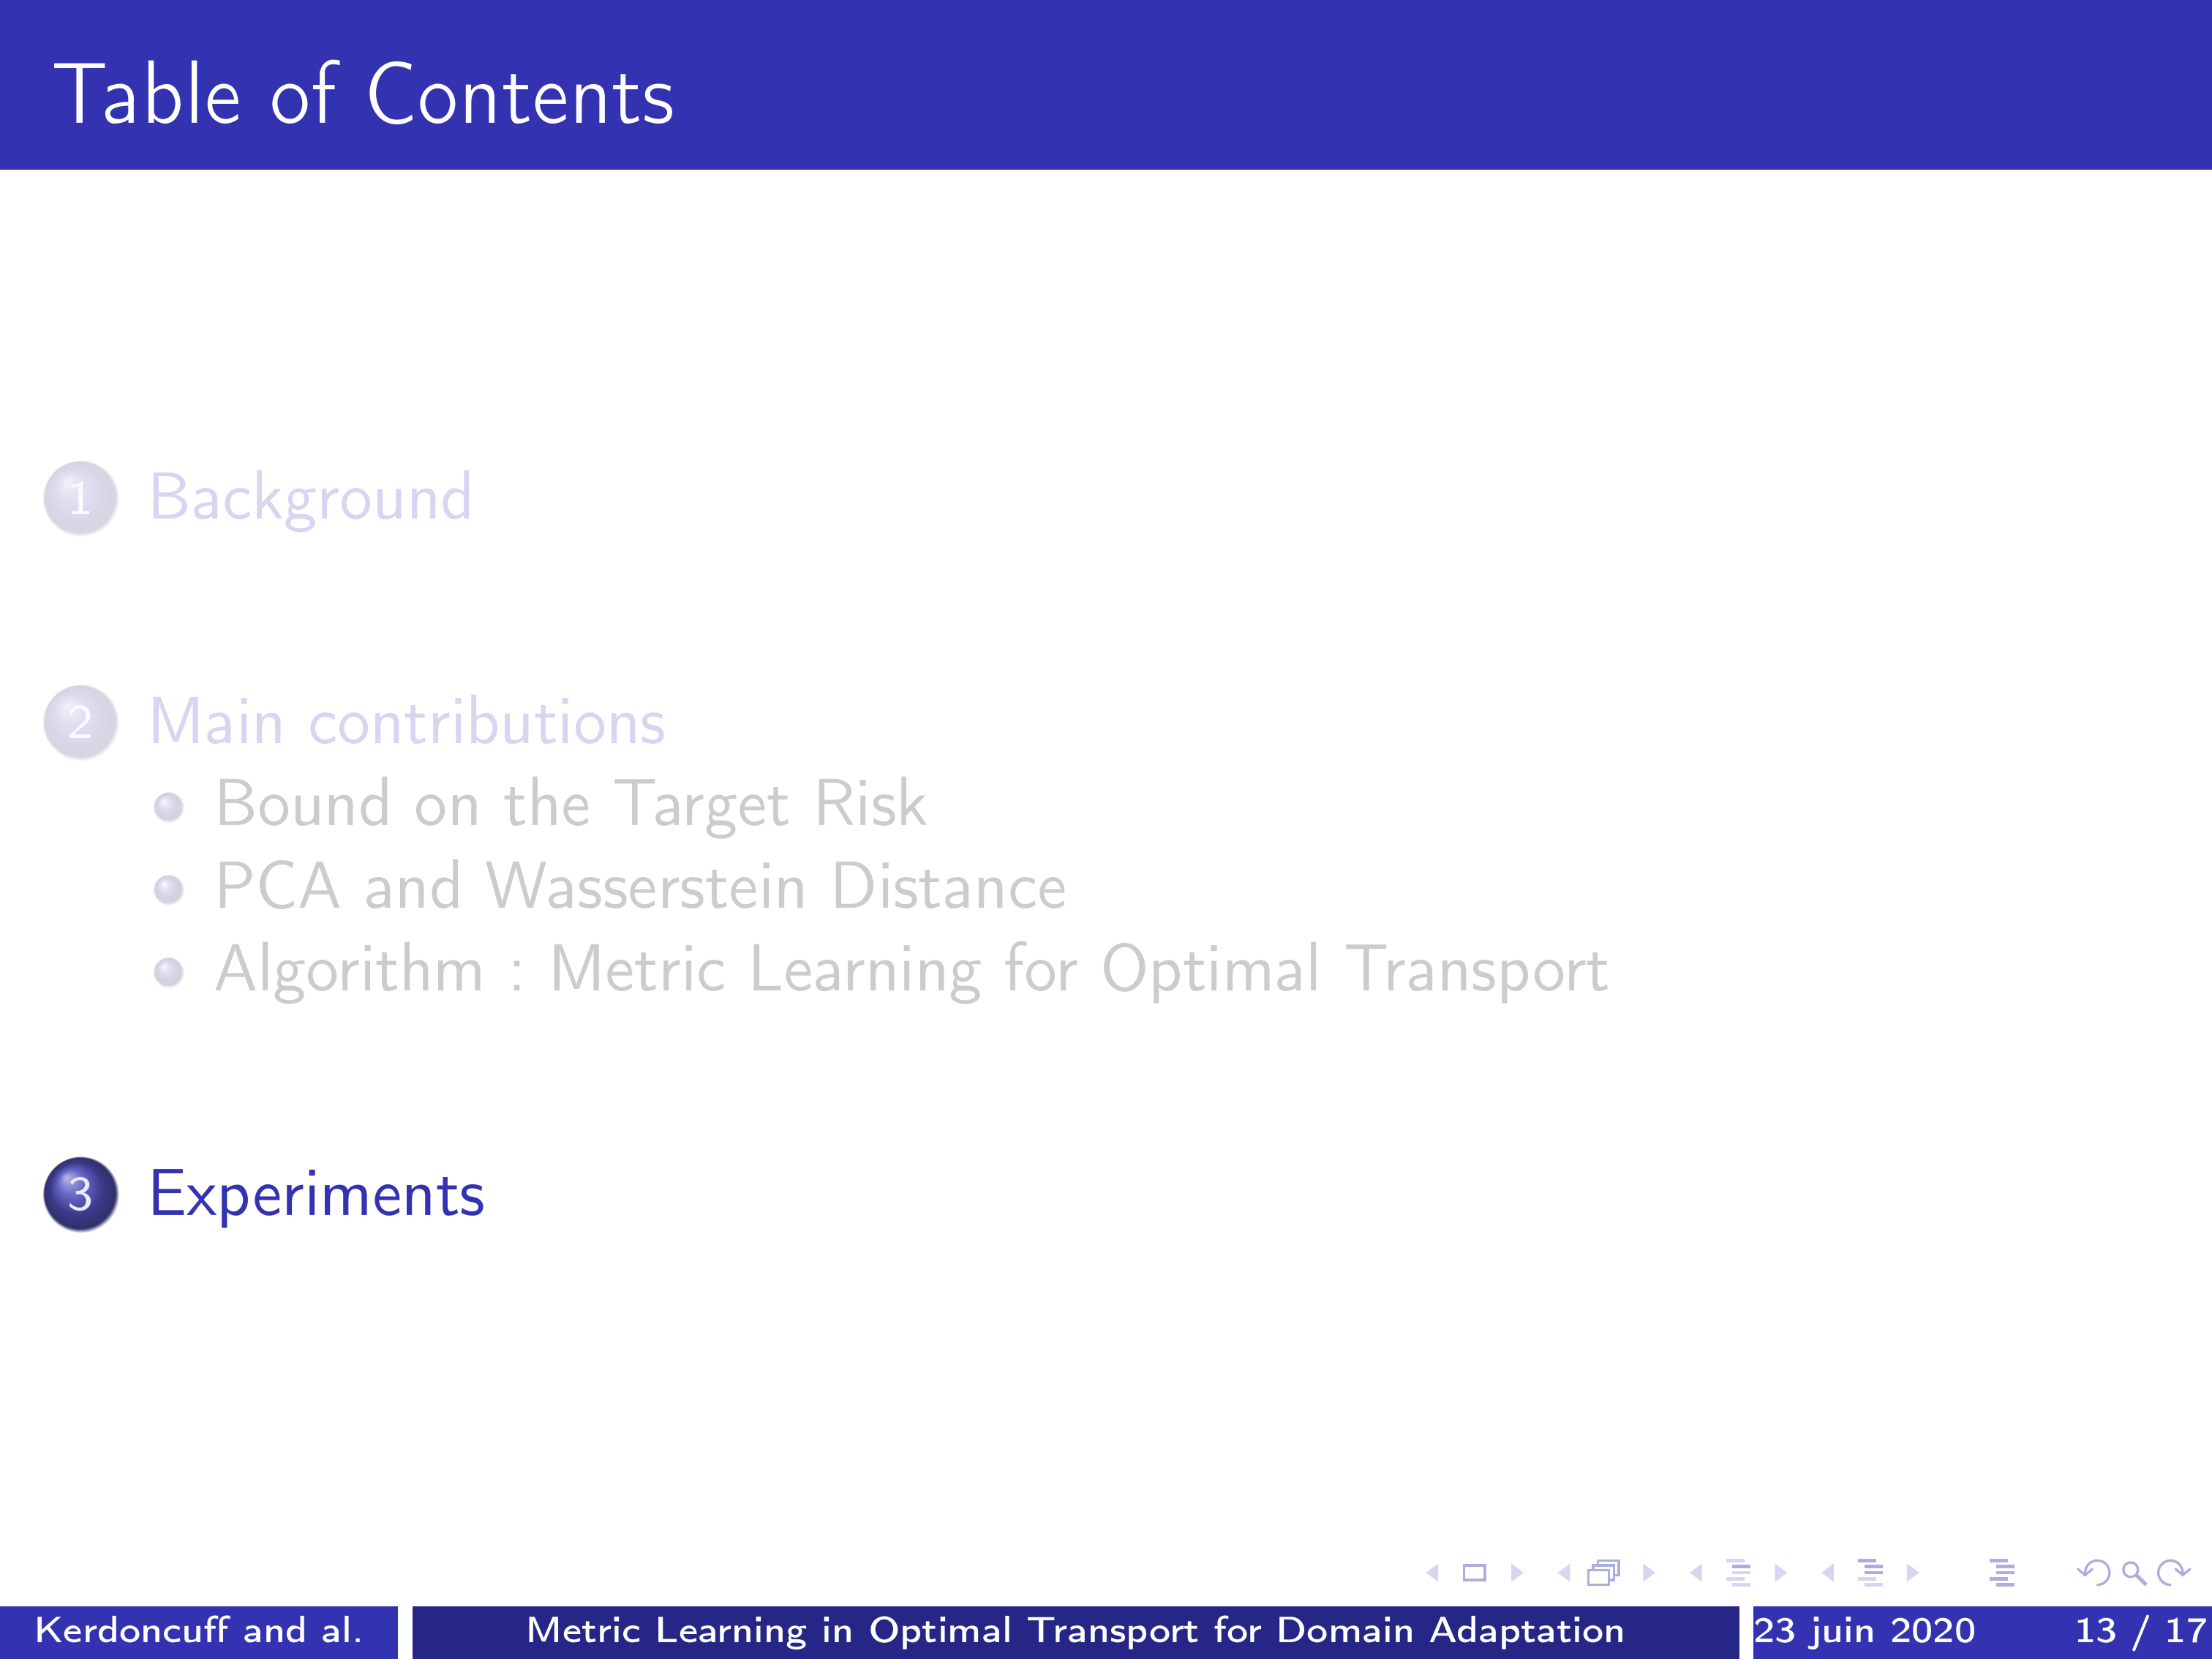 Table of Contents
1 Background
2 Main contributions
Bound on the Target Risk
PCA and Wasserstein Distance
Algorithm : Metric Learning for Optimal Transport
3 Experiments
Kerdoncuff and al. Metric Learning in Optimal Transport for Domain Adaptation 23 juin 2020 13 / 17